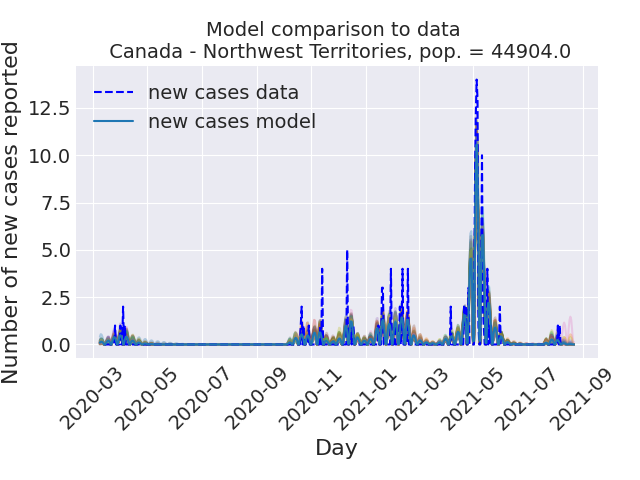 Model comparison to data
Canada - Northwest Territories, pop. = 44904.0
new cases data
new cases model
Number of new cases reported
12.5
10.0
7.5
5.0
2.5
0.0
2020-03
2020-05
2020-07
2020-09
2020-11
2021-01
2021-03
2021-05
2021-07
2021-09
Day